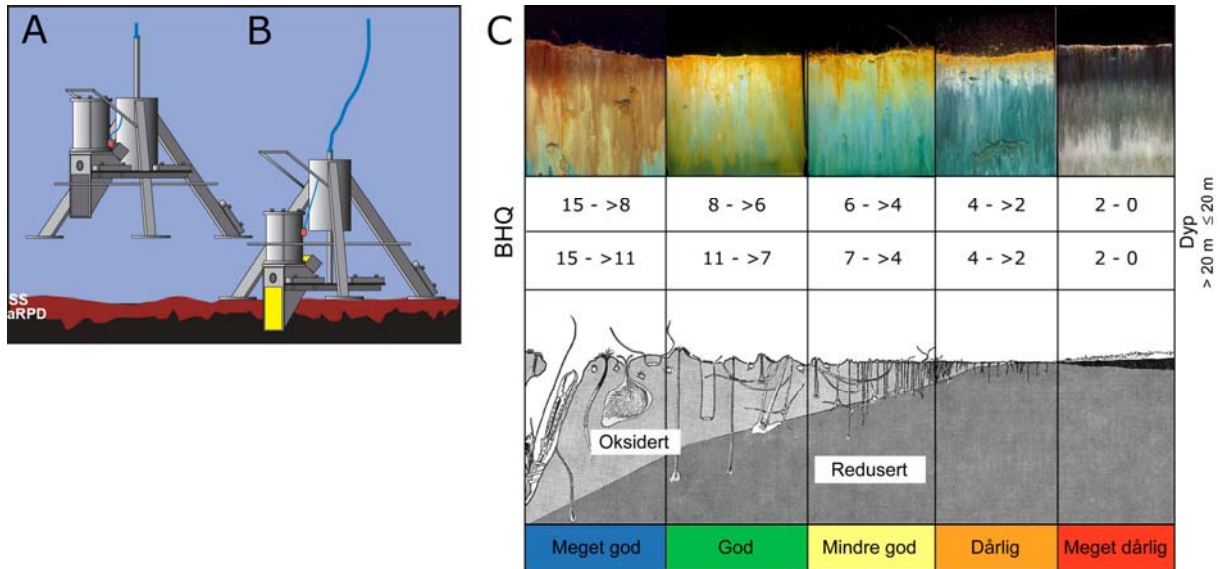 A
B
C
SS
aRPD
BHQ
15 - >8
8 - >6
6 - >4
4 - >2
2 - 0
15 - >11
11 - >7
7 - >4
4 - >2
2 - 0
Dyp
> 20 m ≤ 20 m
Oksidert
Redusert
Meget god
God
Mindre god
Dårlig
Meget dårlig